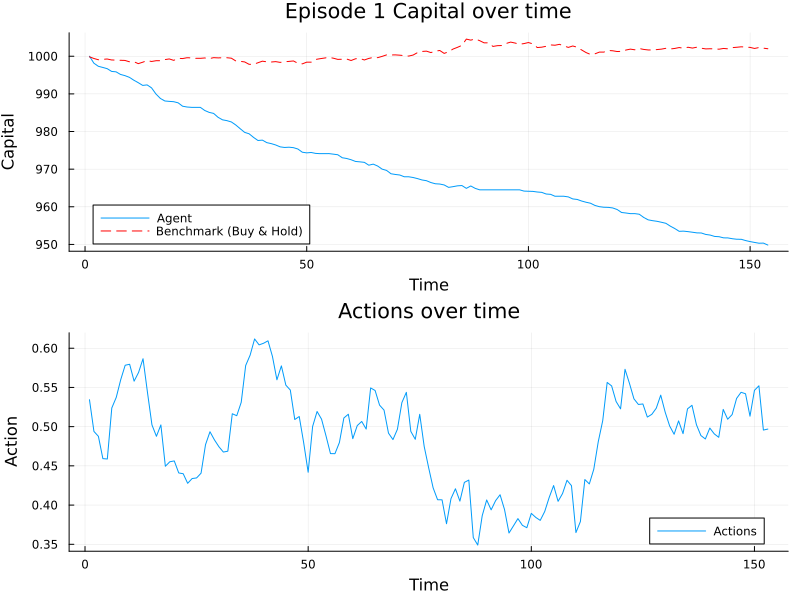 Episode 1 Capital over time
Capital
1000
990
980
970
960
950
Agent
Benchmark (Buy & Hold)
0 50 100 150
Time
Actions over time
Action
0.60
0.55
0.50
0.45
0.40
0.35
Actions
0 50 100 150
Time